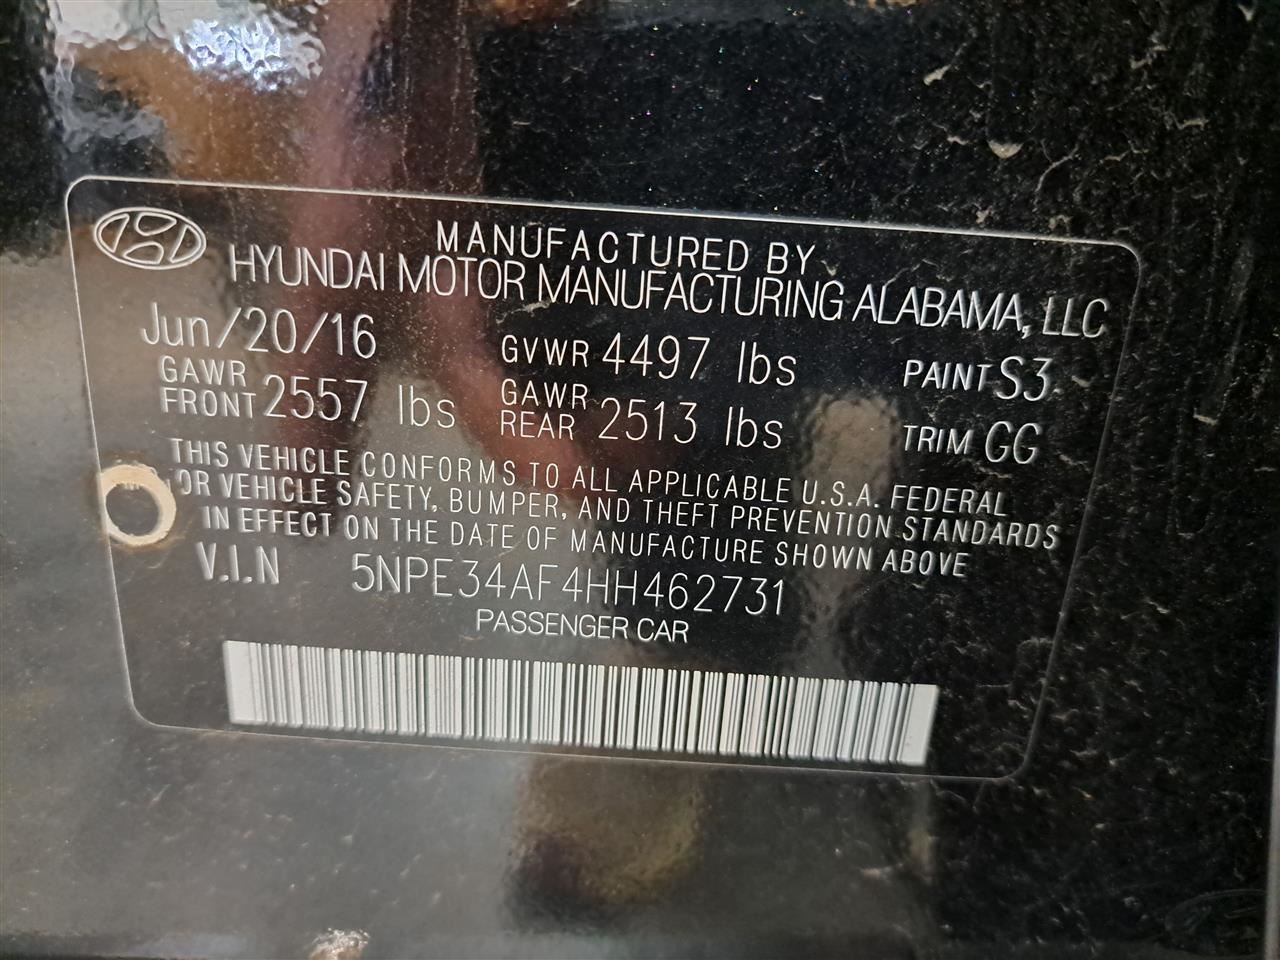 MANUFACTURED BY
HYUNDAI MOTOR MANUFACTURING ALABAMA, LLC
Jun/20/16 GVWR 4497 lbs PAINT S3
GAWR FRONT 2557 lbs GAWR REAR 2513 lbs TRIM GG
THIS VEHICLE CONFORMS TO ALL APPLICABLE U.S.A. FEDERAL
OR VEHICLE SAFETY, BUMPER, AND THEFT PREVENTION STANDARDS
IN EFFECT ON THE DATE OF MANUFACTURE SHOWN ABOVE
V.I.N 5NPE34AF4HH462731
PASSENGER CAR